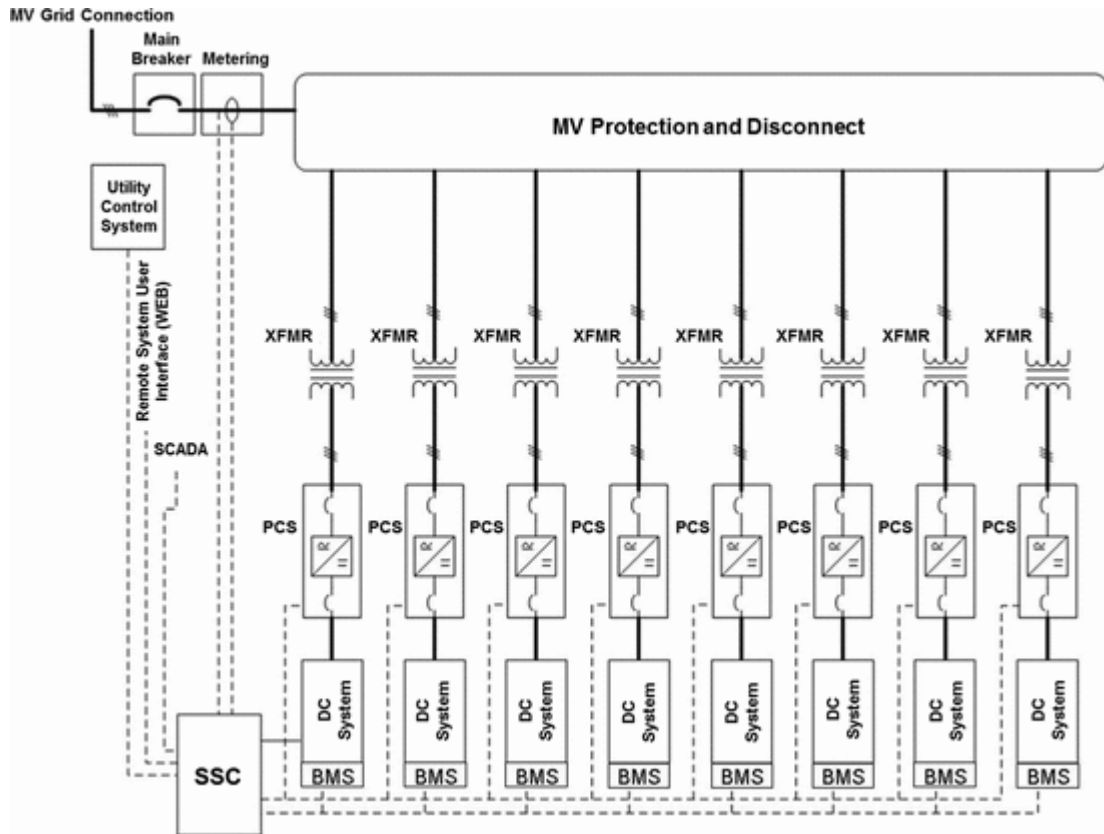 MV Grid Connection
Main
Breaker
Metering
MV Protection and Disconnect
Utility
Control
System
Remote System User
Interface (WEB)
SCADA
XFMR
XFMR
XFMR
XFMR
XFMR
XFMR
XFMR
XFMR
PCS
PCS
PCS
PCS
PCS
PCS
PCS
PCS
DC
System
DC
System
DC
System
DC
System
DC
System
DC
System
DC
System
DC
System
SSC
BMS
BMS
BMS
BMS
BMS
BMS
BMS
BMS